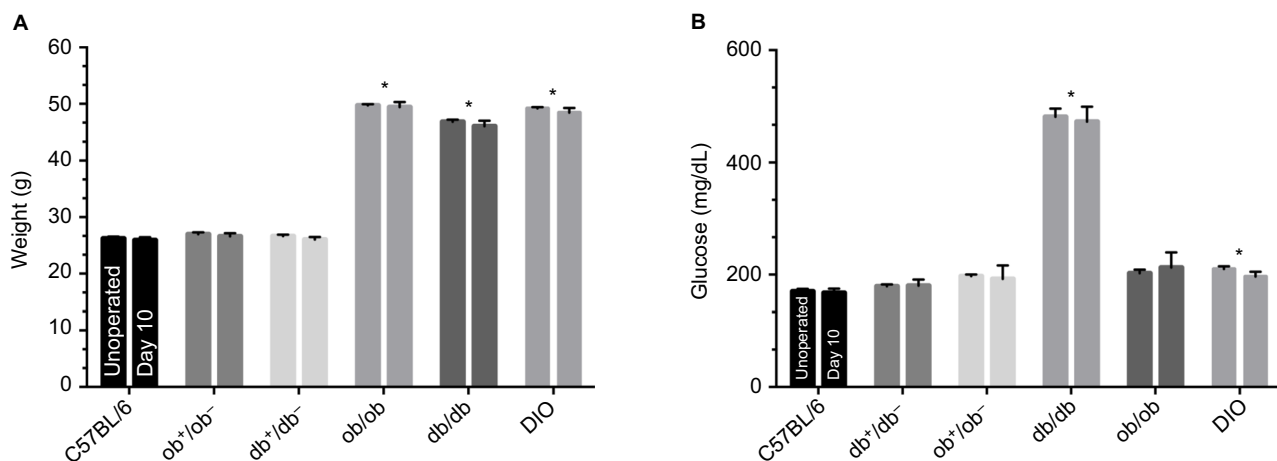 A
Weight (g)
60
50
40
30
20
10
0
Unoperated
Day 10
*
*
*
C57BL/6
ob⁺/ob⁻
db⁺/db⁻
ob/ob
db/db
DIO
B
Glucose (mg/dL)
600
400
200
0
Unoperated
Day 10
*
*
C57BL/6
db⁺/db⁻
ob⁺/ob⁻
db/db
ob/ob
DIO